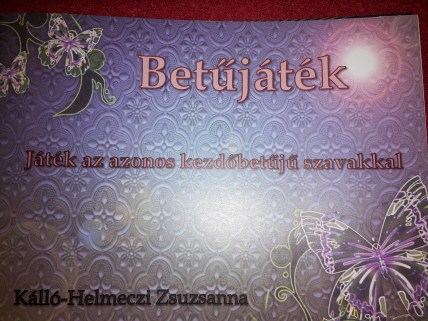 Betűjáték
Játék az azonos kezdőbetűjű szavakkal
Kálló-Helmeczi Zsuzsanna